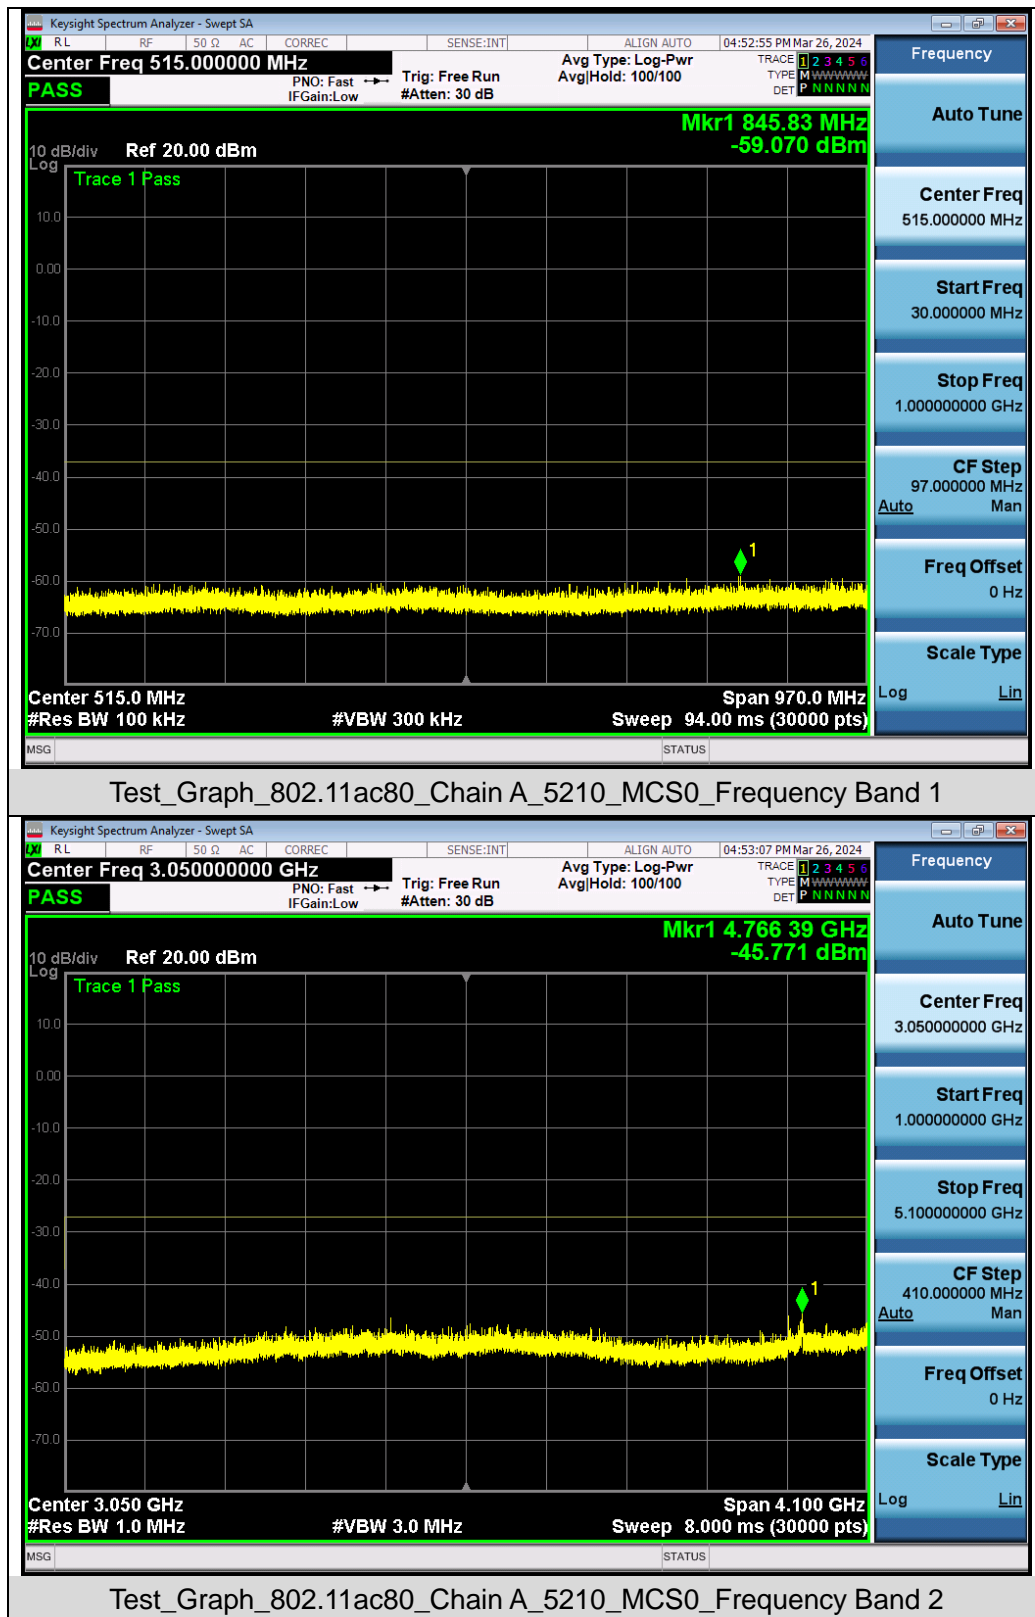 Keysight Spectrum Analyzer - Swept SA
LXI RL RF 50 Ω AC CORREC SENSE:INT ALIGN AUTO 04:52:55 PM Mar 26, 2024
Center Freq 515.000000 MHz
PASS
PNO: Fast
IFGain:Low
Trig: Free Run
#Atten: 30 dB
Avg Type: Log-Pwr
Avg|Hold: 100/100
TRACE 1 2 3 4 5 6
TYPE M WWWWW
DET P N N N N N
Mkr1 845.83 MHz
-59.070 dBm
10 dB/div Ref 20.00 dBm
Log
Trace 1 Pass
10.0
0.00
-10.0
-20.0
-30.0
-40.0
-50.0
-60.0
-70.0
1
Center 515.0 MHz Span 970.0 MHz
#Res BW 100 kHz #VBW 300 kHz Sweep 94.00 ms (30000 pts)
MSG STATUS
Frequency
Auto Tune
Center Freq
515.000000 MHz
Start Freq
30.000000 MHz
Stop Freq
1.000000000 GHz
CF Step
97.000000 MHz
Auto Man
Freq Offset
0 Hz
Scale Type
Log Lin
Test_Graph_802.11ac80_Chain A_5210_MCS0_Frequency Band 1
Keysight Spectrum Analyzer - Swept SA
LXI RL RF 50 Ω AC CORREC SENSE:INT ALIGN AUTO 04:53:07 PM Mar 26, 2024
Center Freq 3.050000000 GHz
PASS
PNO: Fast
IFGain:Low
Trig: Free Run
#Atten: 30 dB
Avg Type: Log-Pwr
Avg|Hold: 100/100
TRACE 1 2 3 4 5 6
TYPE M WWWWW
DET P N N N N N
Mkr1 4.766 39 GHz
-45.771 dBm
10 dB/div Ref 20.00 dBm
Log
Trace 1 Pass
10.0
0.00
-10.0
-20.0
-30.0
-40.0
-50.0
-60.0
-70.0
1
Center 3.050 GHz Span 4.100 GHz
#Res BW 1.0 MHz #VBW 3.0 MHz Sweep 8.000 ms (30000 pts)
MSG STATUS
Frequency
Auto Tune
Center Freq
3.050000000 GHz
Start Freq
1.000000000 GHz
Stop Freq
5.100000000 GHz
CF Step
410.000000 MHz
Auto Man
Freq Offset
0 Hz
Scale Type
Log Lin
Test_Graph_802.11ac80_Chain A_5210_MCS0_Frequency Band 2